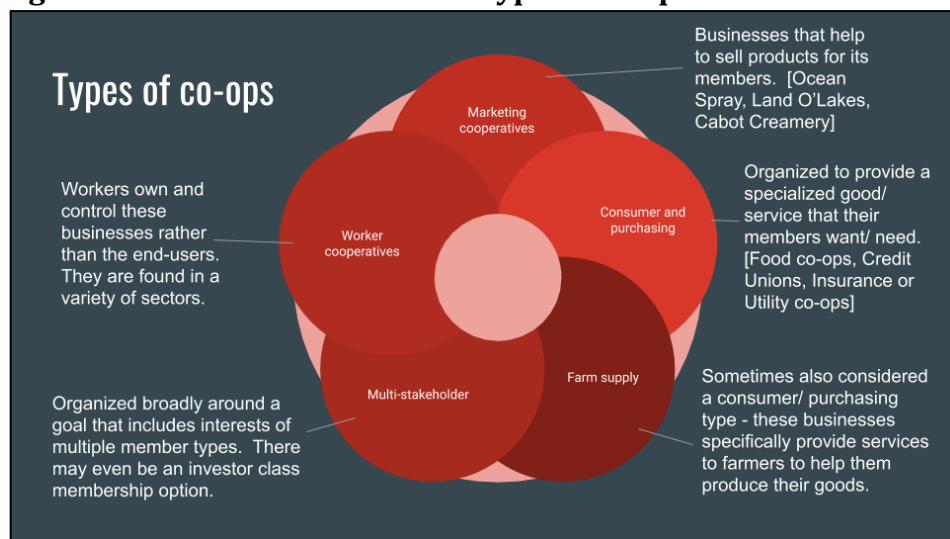 Types of co-ops
Marketing
cooperatives
Businesses that help
to sell products for its
members.  [Ocean
Spray, Land O'Lakes,
Cabot Creamery]
Consumer and
purchasing
Organized to provide a
specialized good/
service that their
members want/ need.
[Food co-ops, Credit
Unions, Insurance or
Utility co-ops]
Farm supply
Sometimes also considered
a consumer/ purchasing
type - these businesses
specifically provide services
to farmers to help them
produce their goods.
Multi-stakeholder
Organized broadly around a
goal that includes interests of
multiple member types.  There
may even be an investor class
membership option.
Worker
cooperatives
Workers own and
control these
businesses rather
than the end-users.
They are found in a
variety of sectors.